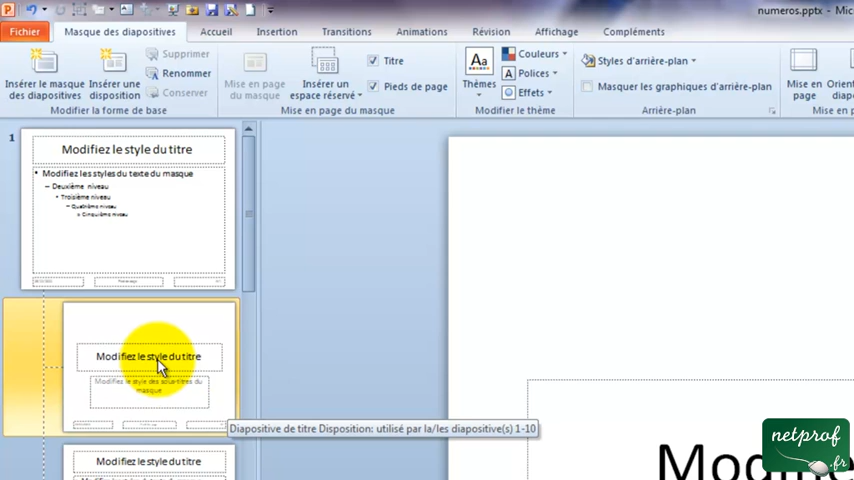 numeros.pptx - Mic
Fichier Masque des diapositives Accueil Insertion Transitions Animations Révision Affichage Compléments
Insérer le masque des diapositives
Insérer une disposition
Supprimer
Renommer
Conserver
Modifier la forme de base
Mise en page du masque
Insérer un espace réservé
Titre
Pieds de page
Mise en page du masque
Aa
Thèmes
Couleurs
A Polices
Effets
Modifier le thème
Styles d'arrière-plan
Masquer les graphiques d'arrière-plan
Arrière-plan
Mise en page
Orient
diapo
Mise en p
1
Modifiez le style du titre
• Modifiez les styles du texte du masque
– Deuxième niveau
• Troisième niveau
– Quatrième niveau
» Cinquième niveau
Modifiez le style du titre
Modifiez le style des sous-titres du
masque
Diapositive de titre Disposition: utilisé par la/les diapositive(s) 1-10
Modifiez le style du titre
netprof
.fr